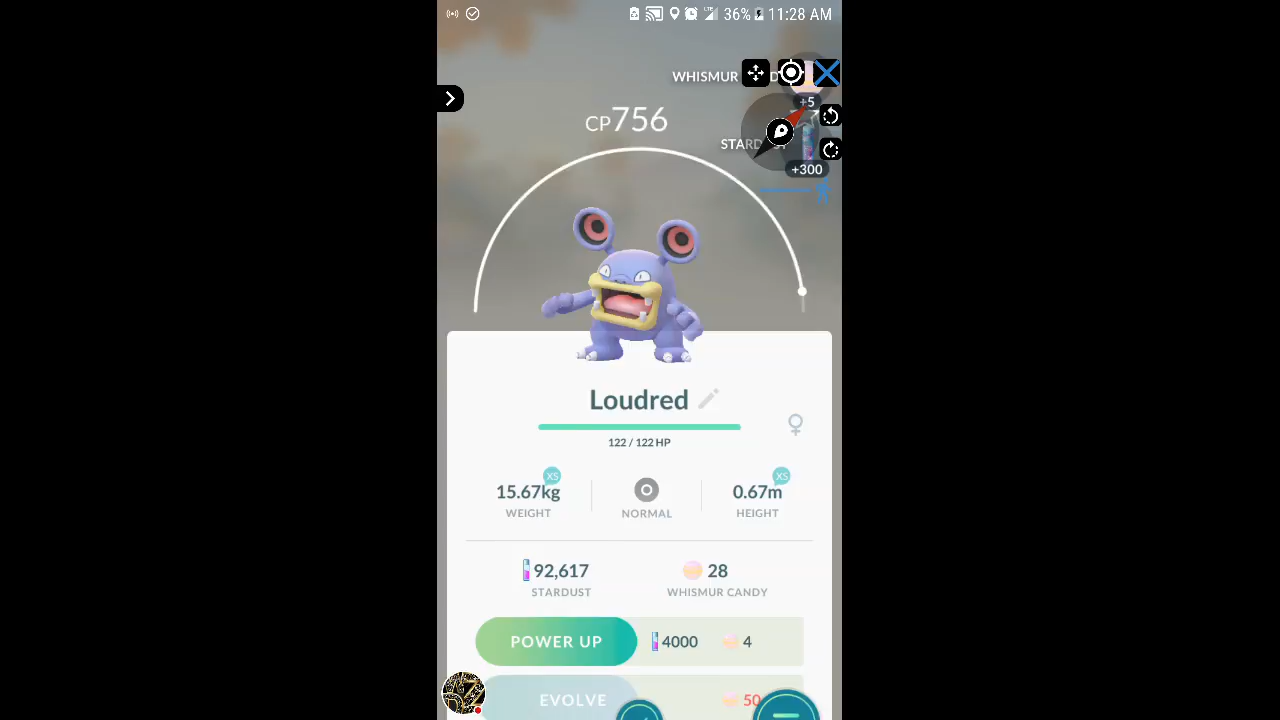 LTE 36% 11:28 AM
WHISMUR
+5
CP756
STARD
+300
Loudred
122 / 122 HP
XS XS
15.67kg 0.67m
WEIGHT NORMAL HEIGHT
92,617 28
STARDUST WHISMUR CANDY
POWER UP 4000 4
EVOLVE 50